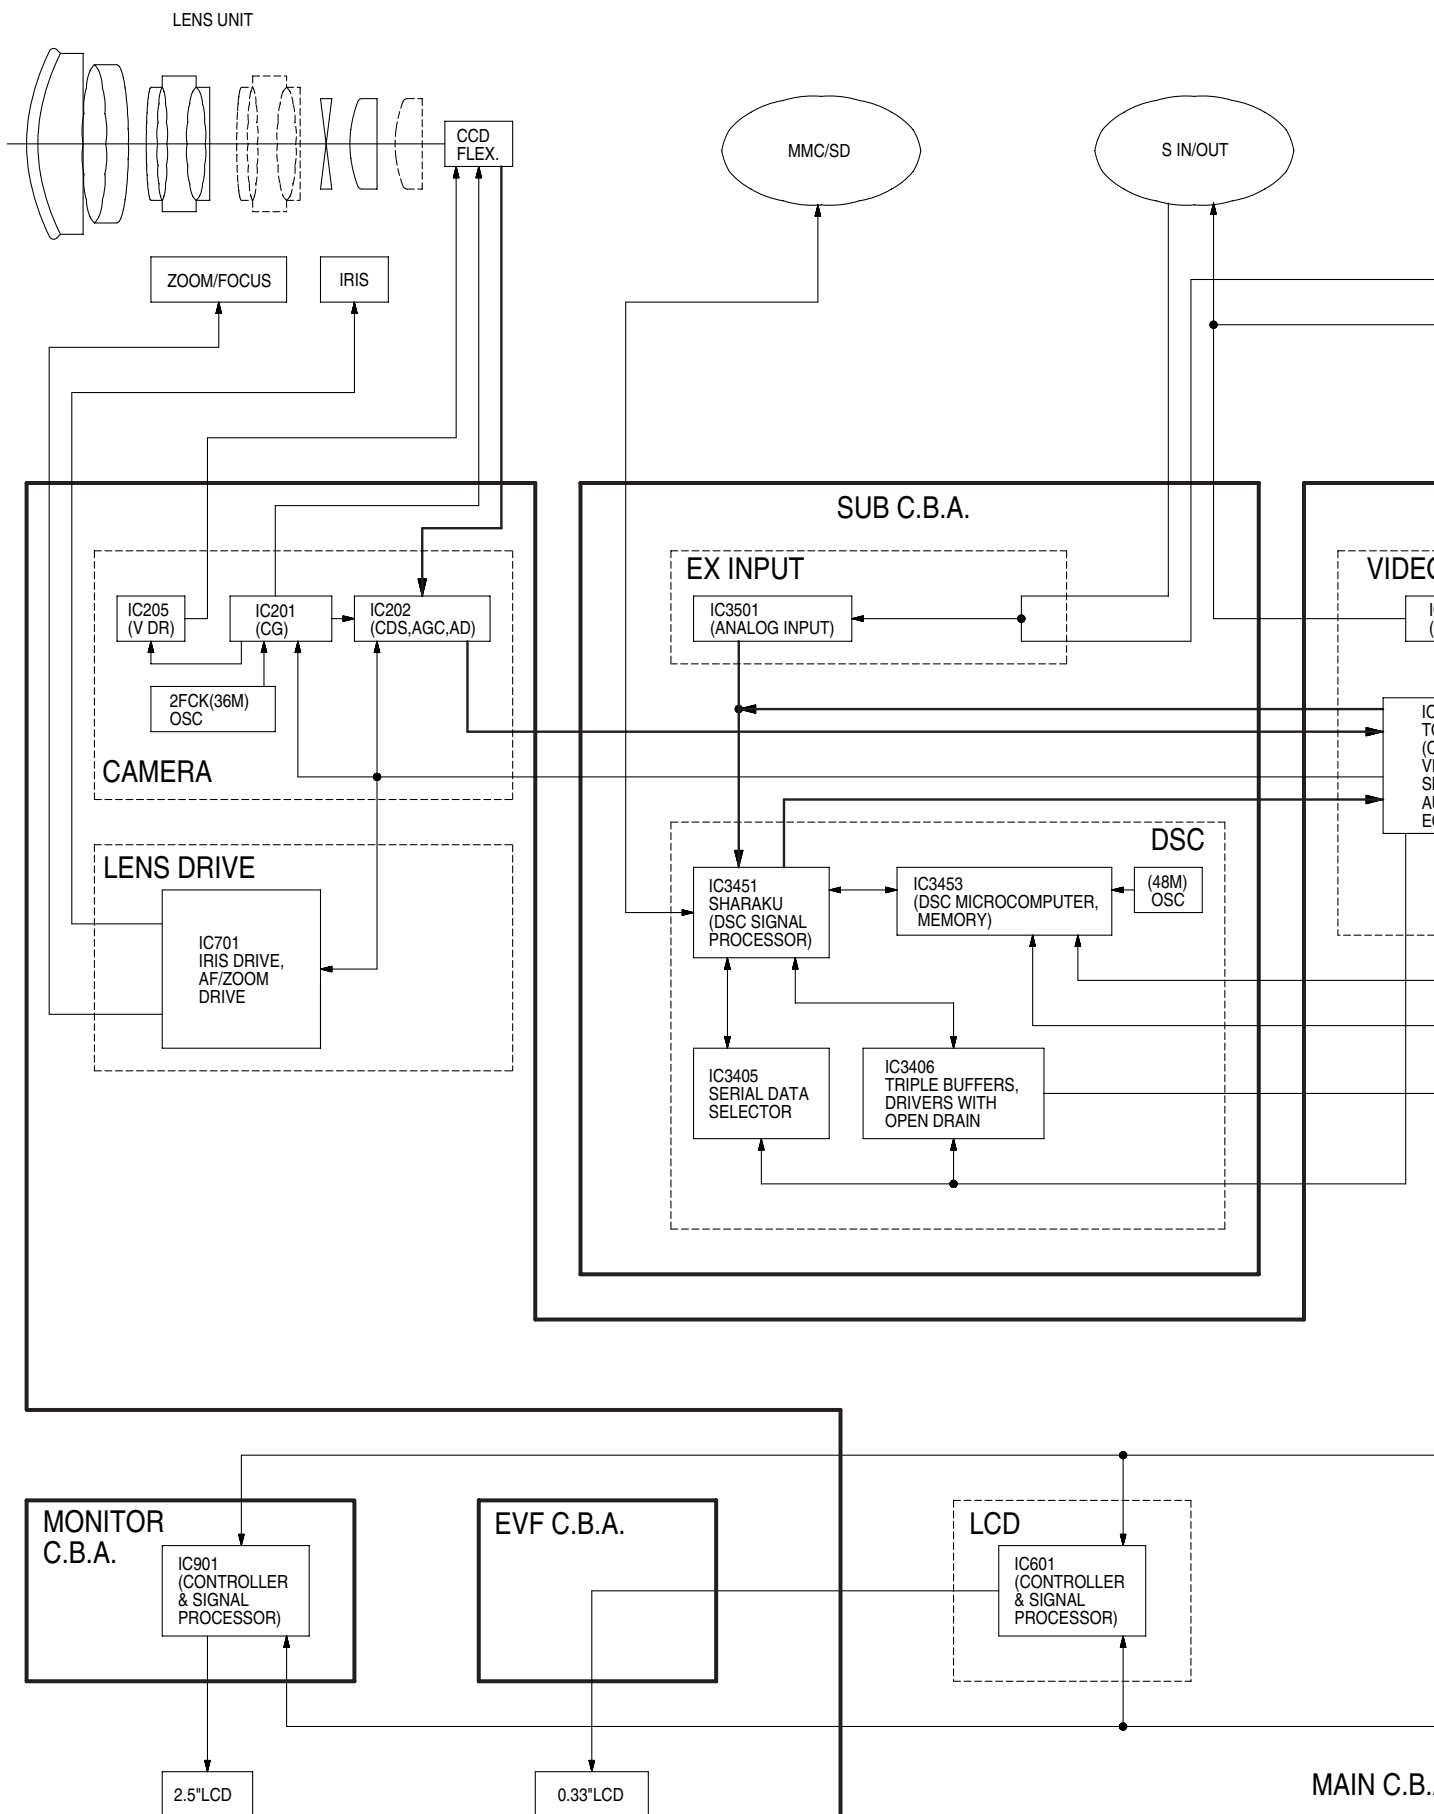 LENS UNIT
CCD
FLEX.
MMC/SD
S IN/OUT
ZOOM/FOCUS
IRIS
SUB C.B.A.
EX INPUT
IC205
(V DR)
IC201
(CG)
IC202
(CDS,AGC,AD)
IC3501
(ANALOG INPUT)
2FCK(36M)
OSC
CAMERA
LENS DRIVE
DSC
IC3451
SHARAKU
(DSC SIGNAL
PROCESSOR)
IC3453
(DSC MICROCOMPUTER,
MEMORY)
(48M)
OSC
IC701
IRIS DRIVE,
AF/ZOOM
DRIVE
IC3405
SERIAL DATA
SELECTOR
IC3406
TRIPLE BUFFERS,
DRIVERS WITH
OPEN DRAIN
MONITOR
C.B.A.
IC901
(CONTROLLER
& SIGNAL
PROCESSOR)
EVF C.B.A.
LCD
IC601
(CONTROLLER
& SIGNAL
PROCESSOR)
2.5"LCD
0.33"LCD
MAIN C.B.